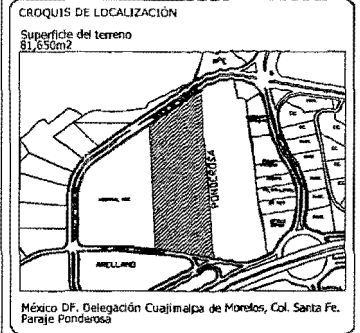 CROQUIS DE LOCALIZACIÓN
Superficie del terreno
81,650m2
PONDEROSA
ARELLANO
México DF. Delegación Cuajimalpa de Morelos, Col. Santa Fe.
Paraje Ponderosa